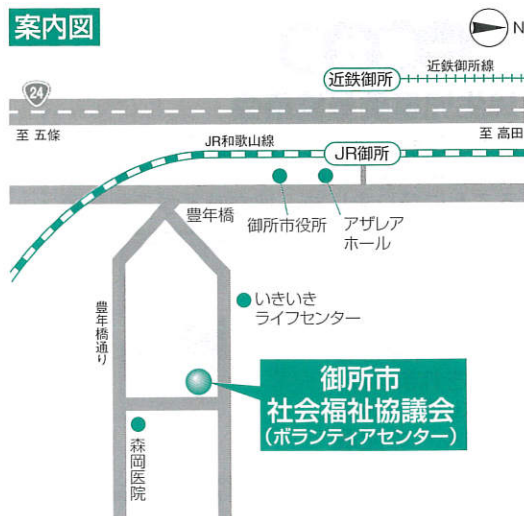 案内図
N
近鉄御所線
近鉄御所
24
至 五條
至 高田
JR和歌山線
JR御所
豊年橋
御所市役所
アザレア
ホール
いきいき
ライフセンター
豊年橋通り
御所市
社会福祉協議会
(ボランティアセンター)
森岡医院